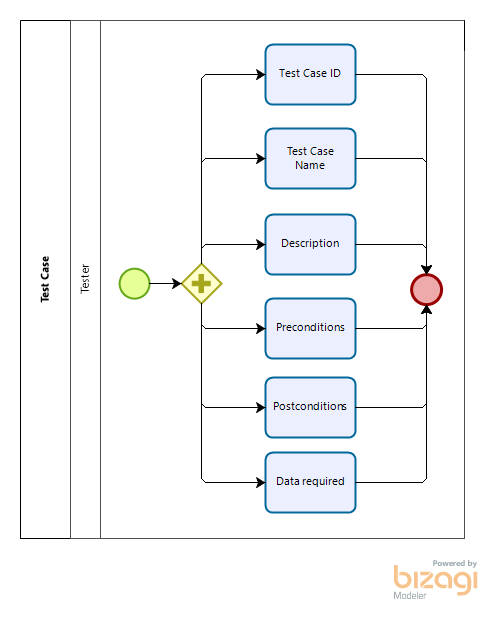 Test Case
Tester
Test Case ID
Test Case
Name
Description
Preconditions
Postconditions
Data required
Powered by
bizagi
Modeler